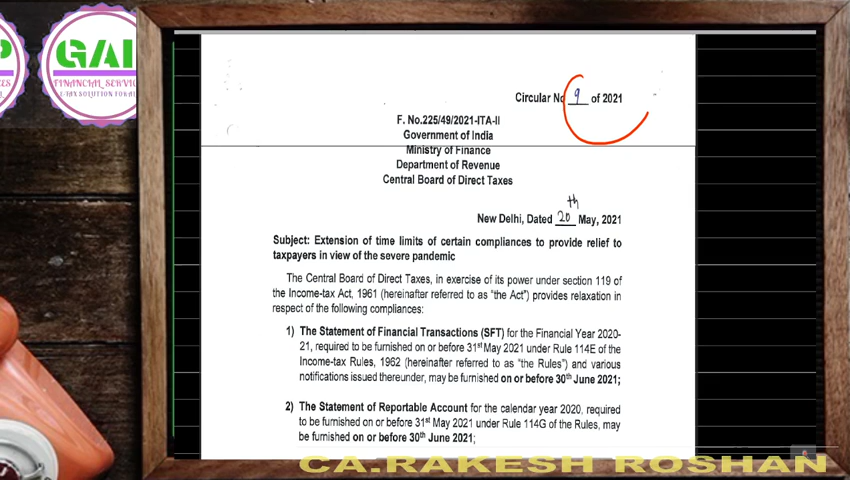 P
CES
GAP
FINANCIAL SERVIC
Circular No 9 of 2021
F. No.225/49/2021-ITA-II
Government of India
Ministry of Finance
Department of Revenue
Central Board of Direct Taxes
New Delhi, Dated 20th May, 2021
Subject: Extension of time limits of certain compliances to provide relief to
taxpayers in view of the severe pandemic
The Central Board of Direct Taxes, in exercise of its power under section 119 of
the Income-tax Act, 1961 (hereinafter referred to as “the Act”) provides relaxation in
respect of the following compliances:
1) The Statement of Financial Transactions (SFT) for the Financial Year 2020-
21, required to be furnished on or before 31st May 2021 under Rule 114E of the
Income-tax Rules, 1962 (hereinafter referred to as “the Rules”) and various
notifications issued thereunder, may be furnished on or before 30th June 2021;
2) The Statement of Reportable Account for the calendar year 2020, required
to be furnished on or before 31st May 2021 under Rule 114G of the Rules, may
be furnished on or before 30th June 2021;
CA.RAKESH ROSHAN